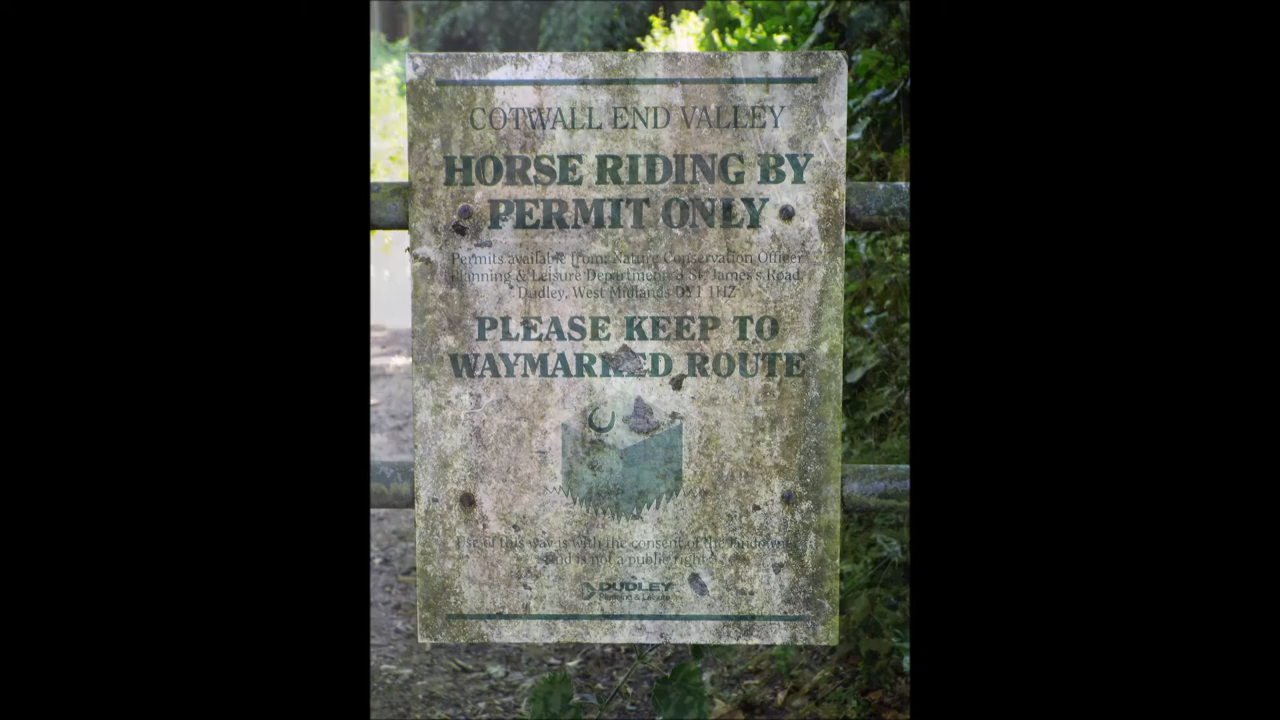 COTWALL END VALLEY
HORSE RIDING BY
PERMIT ONLY
Permits available from: Nature Conservation Officer
Planning & Leisure Department, 3 St. James's Road,
Dudley, West Midlands DY1 1HZ
PLEASE KEEP TO
WAYMARKED ROUTE
Use of this way is with the consent of the landowner
and is not a public right
DUDLEY
Planning & Leisure